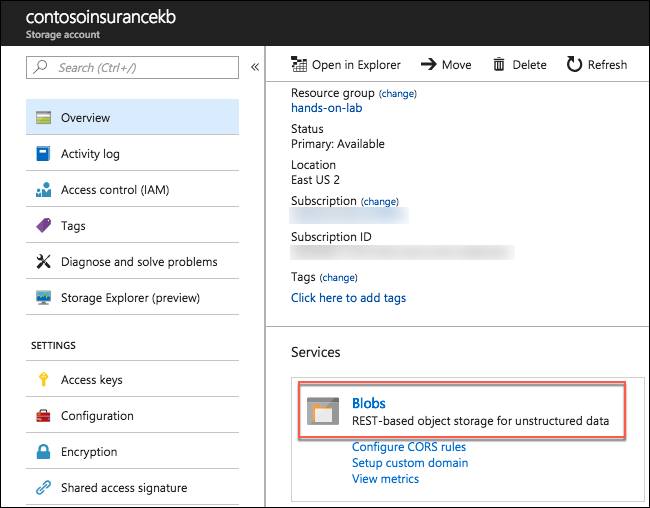 contosoinsurancekb
Storage account
Search (Ctrl+/)
«
Overview
Activity log
Access control (IAM)
Tags
Diagnose and solve problems
Storage Explorer (preview)
SETTINGS
Access keys
Configuration
Encryption
Shared access signature
Open in Explorer Move Delete Refresh
Resource group (change)
hands-on-lab
Status
Primary: Available
Location
East US 2
Subscription (change)
Subscription ID
Tags (change)
Click here to add tags
Services
Blobs
REST-based object storage for unstructured data
Configure CORS rules
Setup custom domain
View metrics